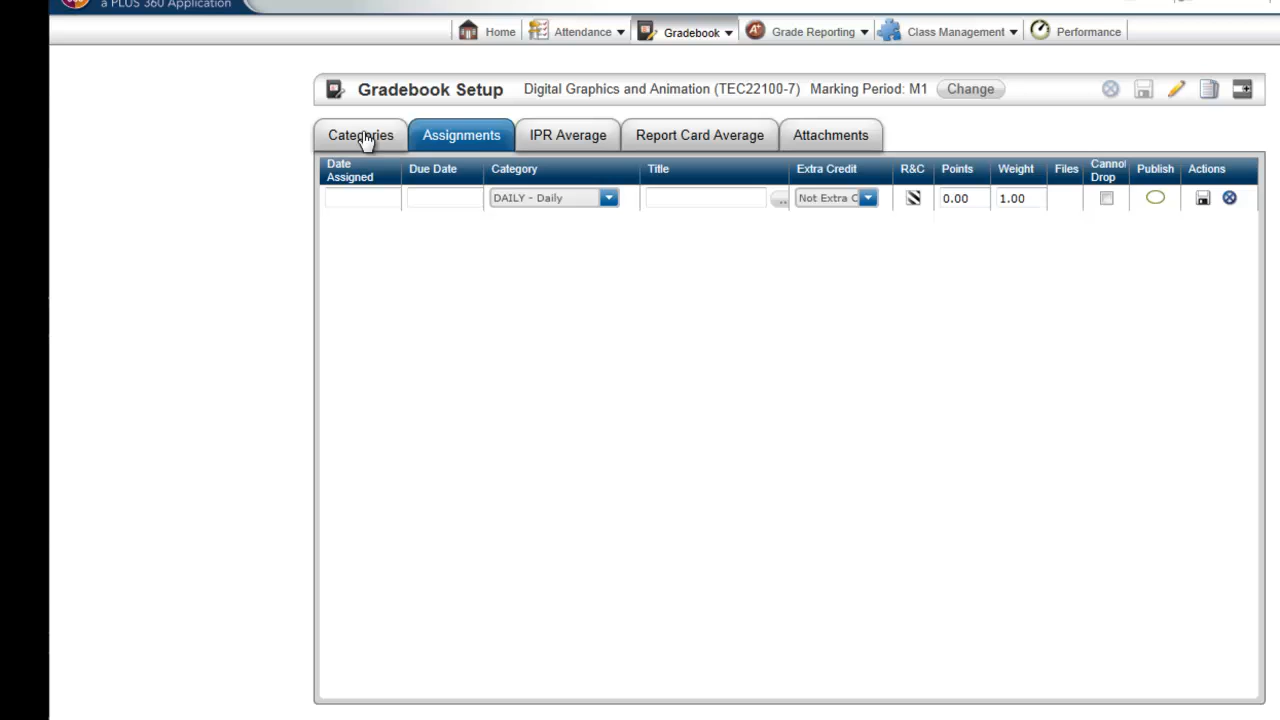 a PLUS 360 Application
Home Attendance Gradebook Grade Reporting Class Management Performance
Gradebook Setup Digital Graphics and Animation (TEC22100-7) Marking Period: M1 Change
Categories Assignments IPR Average Report Card Average Attachments
Date Assigned Due Date Category Title Extra Credit R&C Points Weight Files Cannot Drop Publish Actions
DAILY - Daily ... Not Extra C 0.00 1.00